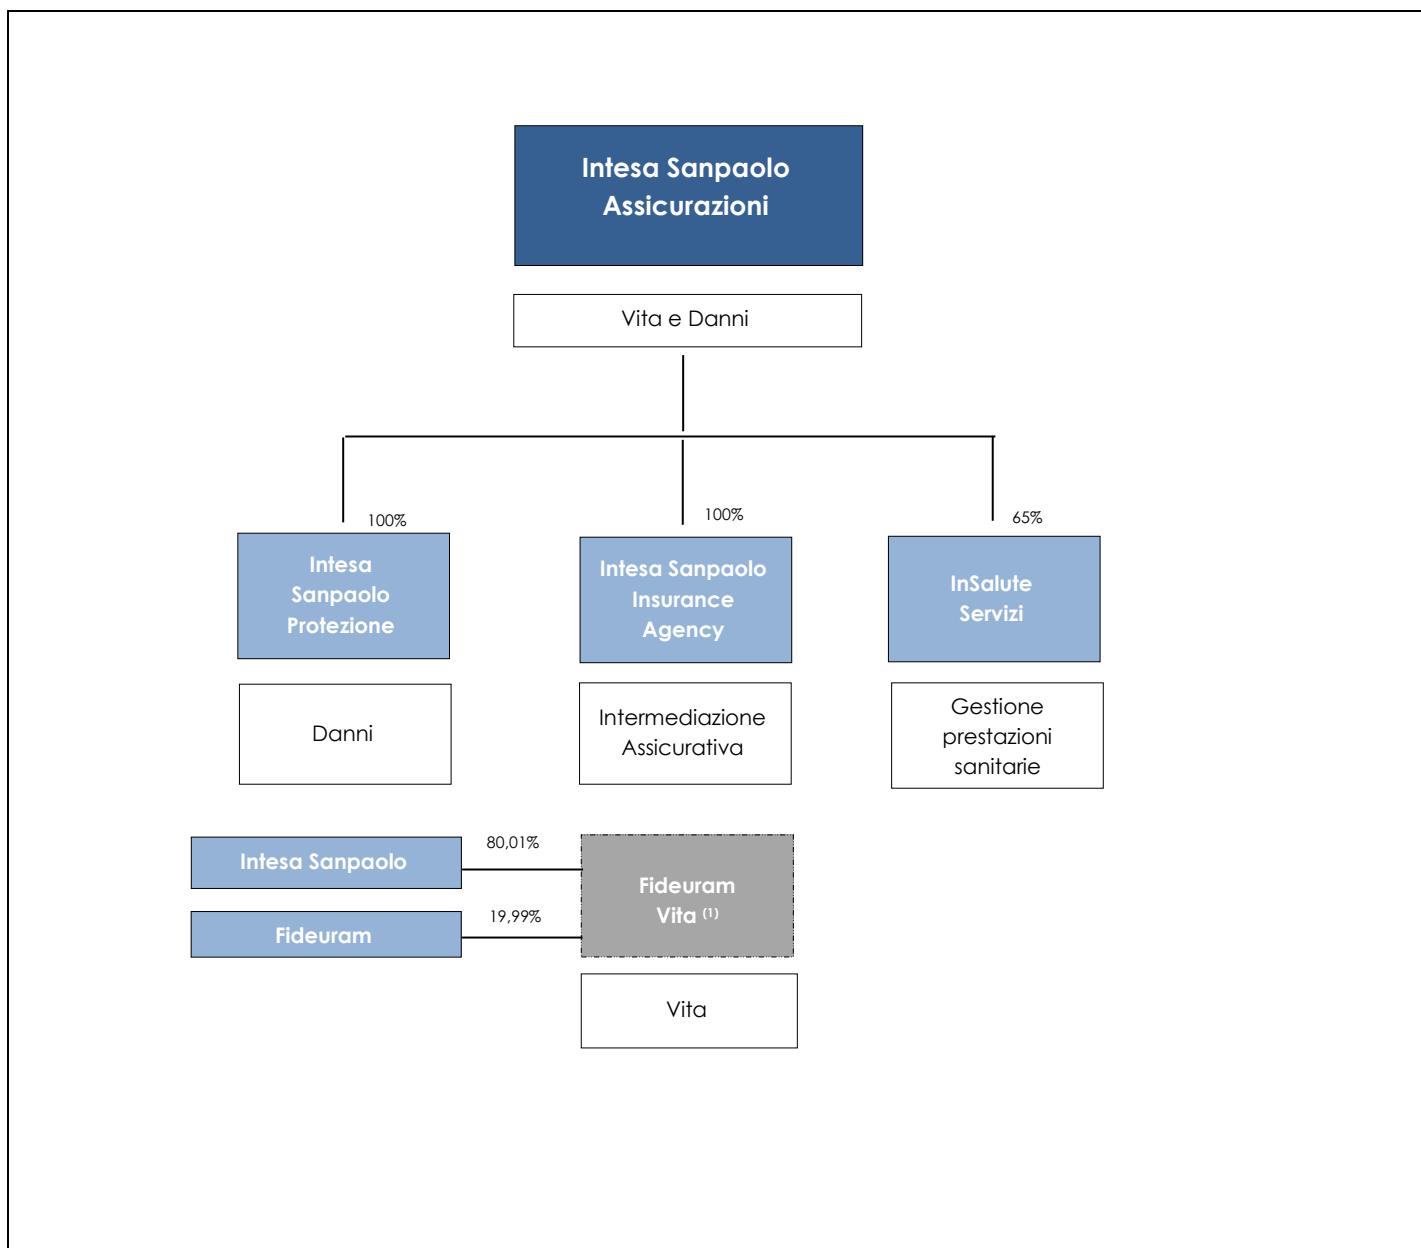 Intesa Sanpaolo
Assicurazioni
Vita e Danni
100%
100%
65%
Intesa
Sanpaolo
Protezione
Intesa Sanpaolo
Insurance
Agency
InSalute
Servizi
Danni
Intermediazione
Assicurativa
Gestione
prestazioni
sanitarie
Intesa Sanpaolo
80,01%
Fideuram
19,99%
Fideuram
Vita (1)
Vita